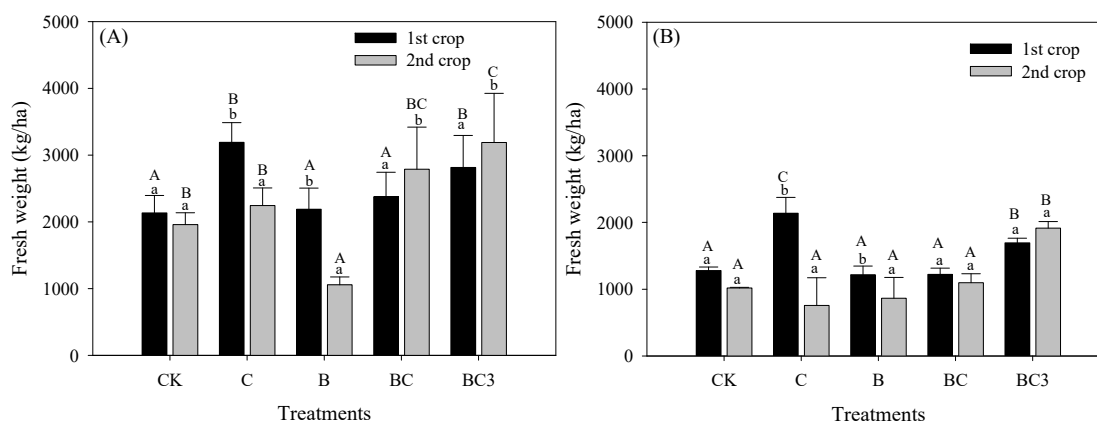 (A)
1st crop
2nd crop
Fresh weight (kg/ha)
5000
4000
3000
2000
1000
0
A
a
B
a
B
b
B
a
A
b
A
a
A
a
BC
b
B
a
C
b
CK C B BC BC3
Treatments
(B)
1st crop
2nd crop
Fresh weight (kg/ha)
5000
4000
3000
2000
1000
0
A
a
A
a
C
b
A
a
A
b
A
a
A
a
A
a
B
a
B
a
CK C B BC BC3
Treatments